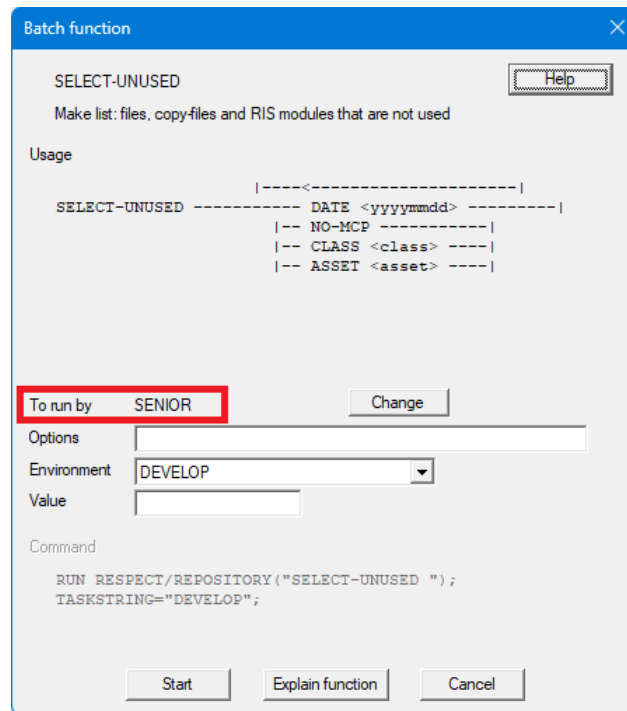 Batch function
SELECT-UNUSED
Help
Make list: files, copy-files and RIS modules that are not used
Usage
|----<---------------------|
SELECT-UNUSED ----------- DATE <yyyymmdd> ---------|
|-- NO-MCP -----------|
|-- CLASS <class> ----|
|-- ASSET <asset> ----|
To run by SENIOR Change
Options
Environment DEVELOP
Value
Command
RUN RESPECT/REPOSITORY("SELECT-UNUSED ");
TASKSTRING="DEVELOP";
Start Explain function Cancel